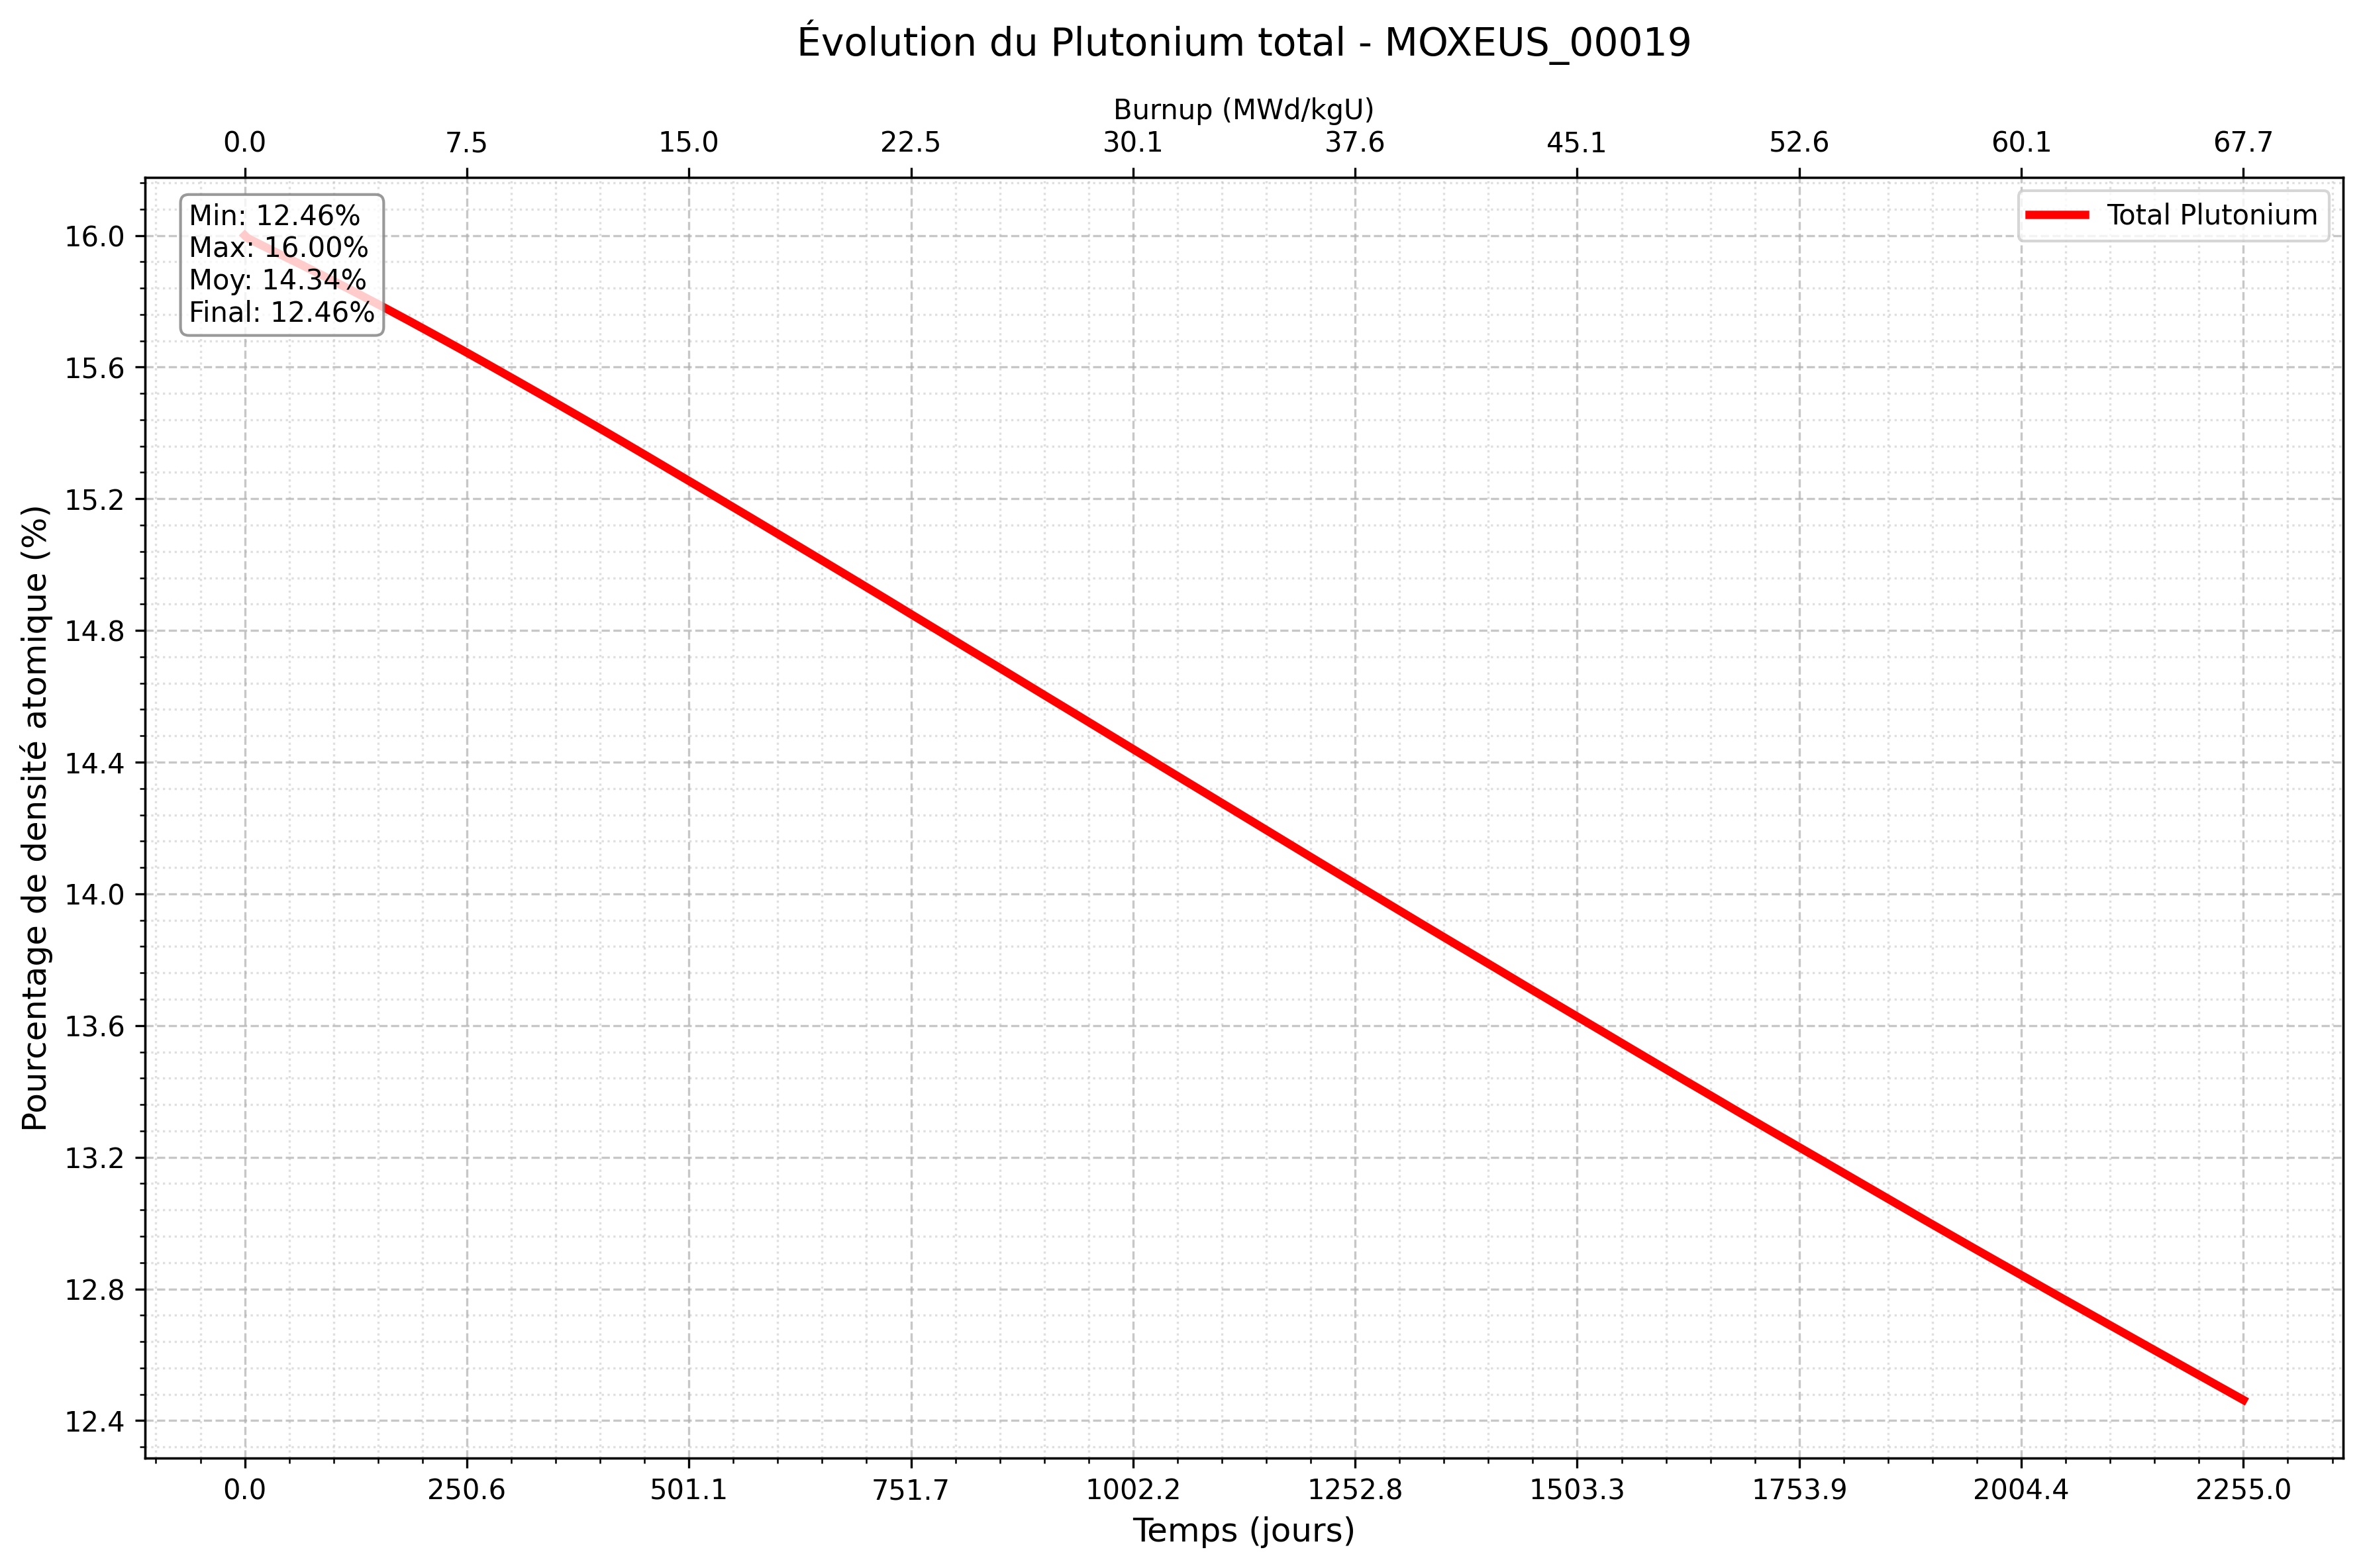 Évolution du Plutonium total - MOXEUS_00019
Burnup (MWd/kgU)
0.0 7.5 15.0 22.5 30.1 37.6 45.1 52.6 60.1 67.7
Min: 12.46%
Max: 16.00%
Moy: 14.34%
Final: 12.46%
Total Plutonium
Pourcentage de densité atomique (%)
16.0
15.6
15.2
14.8
14.4
14.0
13.6
13.2
12.8
12.4
0.0 250.6 501.1 751.7 1002.2 1252.8 1503.3 1753.9 2004.4 2255.0
Temps (jours)